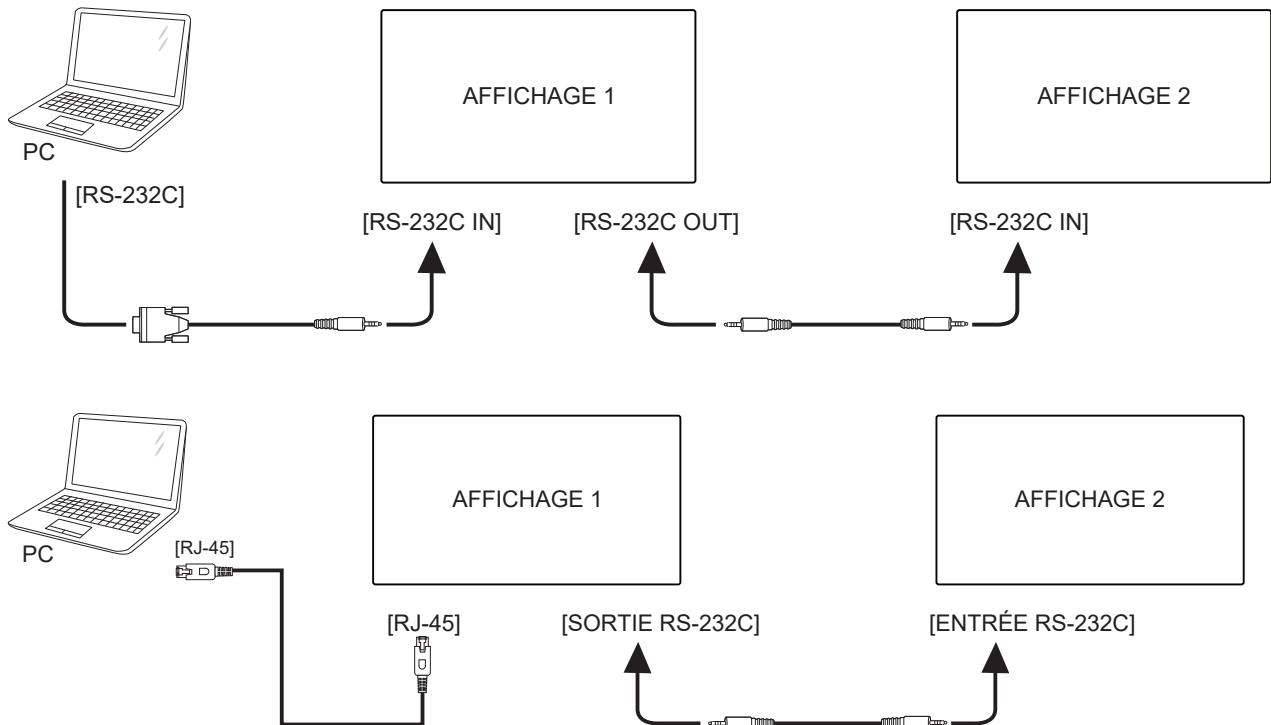 AFFICHAGE 1
AFFICHAGE 2
PC
[RS-232C]
[RS-232C IN]
[RS-232C OUT]
[RS-232C IN]
AFFICHAGE 1
AFFICHAGE 2
PC
[RJ-45]
[RJ-45]
[SORTIE RS-232C]
[ENTRÉE RS-232C]